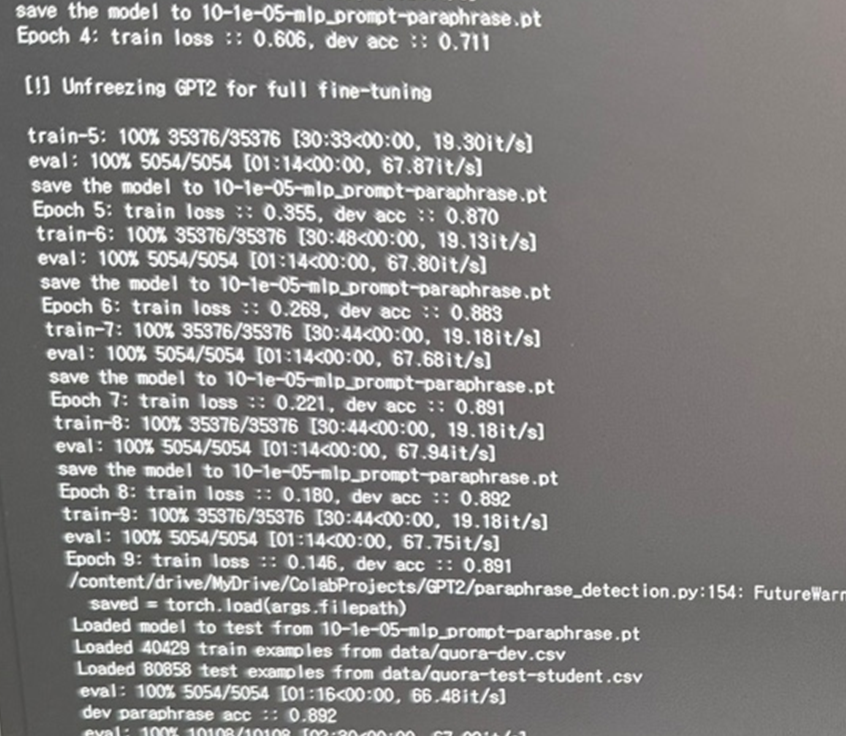 save the model to 10-1e-05-mlp_prompt-paraphrase.pt
Epoch 4: train loss :: 0.606, dev acc :: 0.711
[!] Unfreezing GPT2 for full fine-tuning
train-5: 100% 35376/35376 [30:33<00:00, 19.30it/s]
eval: 100% 5054/5054 [01:14<00:00, 67.87it/s]
save the model to 10-1e-05-mlp_prompt-paraphrase.pt
Epoch 5: train loss :: 0.355, dev acc :: 0.870
train-6: 100% 35376/35376 [30:48<00:00, 19.13it/s]
eval: 100% 5054/5054 [01:14<00:00, 67.80it/s]
save the model to 10-1e-05-mlp_prompt-paraphrase.pt
Epoch 6: train loss :: 0.269, dev acc :: 0.883
train-7: 100% 35376/35376 [30:44<00:00, 19.18it/s]
eval: 100% 5054/5054 [01:14<00:00, 67.68it/s]
save the model to 10-1e-05-mlp_prompt-paraphrase.pt
Epoch 7: train loss :: 0.221, dev acc :: 0.891
train-8: 100% 35376/35376 [30:44<00:00, 19.18it/s]
eval: 100% 5054/5054 [01:14<00:00, 67.94it/s]
save the model to 10-1e-05-mlp_prompt-paraphrase.pt
Epoch 8: train loss :: 0.180, dev acc :: 0.892
train-9: 100% 35376/35376 [30:44<00:00, 19.18it/s]
eval: 100% 5054/5054 [01:14<00:00, 67.75it/s]
Epoch 9: train loss :: 0.146, dev acc :: 0.891
/content/drive/MyDrive/ColabProjects/GPT2/paraphrase_detection.py:154: FutureWarn
saved = torch.load(args.filepath)
Loaded model to test from 10-1e-05-mlp_prompt-paraphrase.pt
Loaded 40429 train examples from data/quora-dev.csv
Loaded 80858 test examples from data/quora-test-student.csv
eval: 100% 5054/5054 [01:16<00:00, 66.48it/s]
dev paraphrase acc :: 0.892
eval: 100% 10108/10108